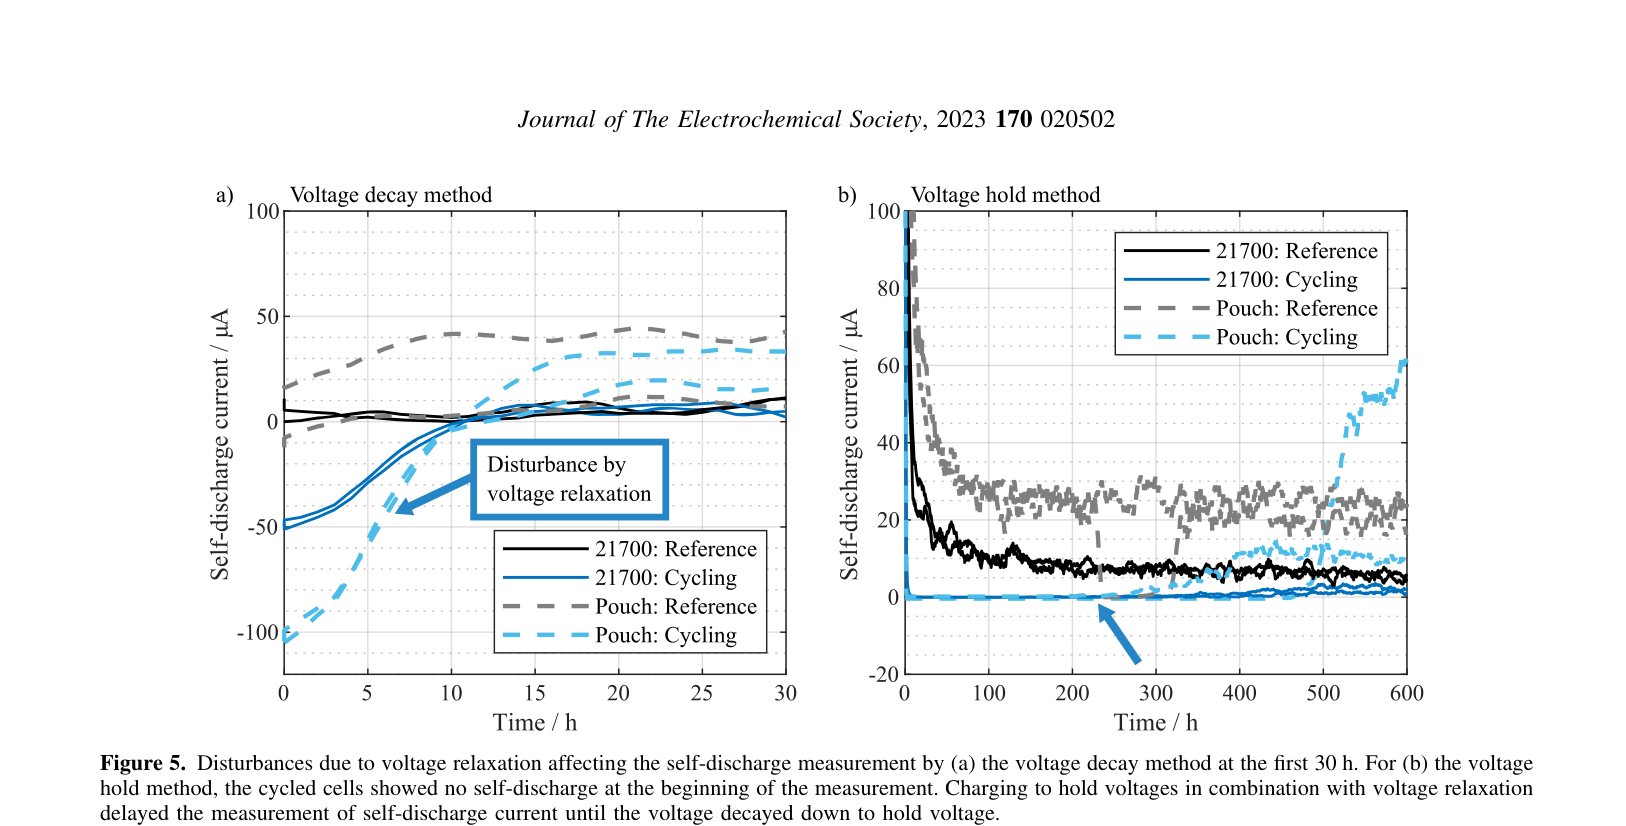 Journal of The Electrochemical Society, 2023 170 020502
a) Voltage decay method
100
50
0
-50
-100
Self-discharge current / μA
0 5 10 15 20 25 30
Time / h
Disturbance by
voltage relaxation
21700: Reference
21700: Cycling
Pouch: Reference
Pouch: Cycling
b) Voltage hold method
100
80
60
40
20
0
-20
Self-discharge current / μA
0 100 200 300 400 500 600
Time / h
21700: Reference
21700: Cycling
Pouch: Reference
Pouch: Cycling
Figure 5. Disturbances due to voltage relaxation affecting the self-discharge measurement by (a) the voltage decay method at the first 30 h. For (b) the voltage
hold method, the cycled cells showed no self-discharge at the beginning of the measurement. Charging to hold voltages in combination with voltage relaxation
delayed the measurement of self-discharge current until the voltage decayed down to hold voltage.